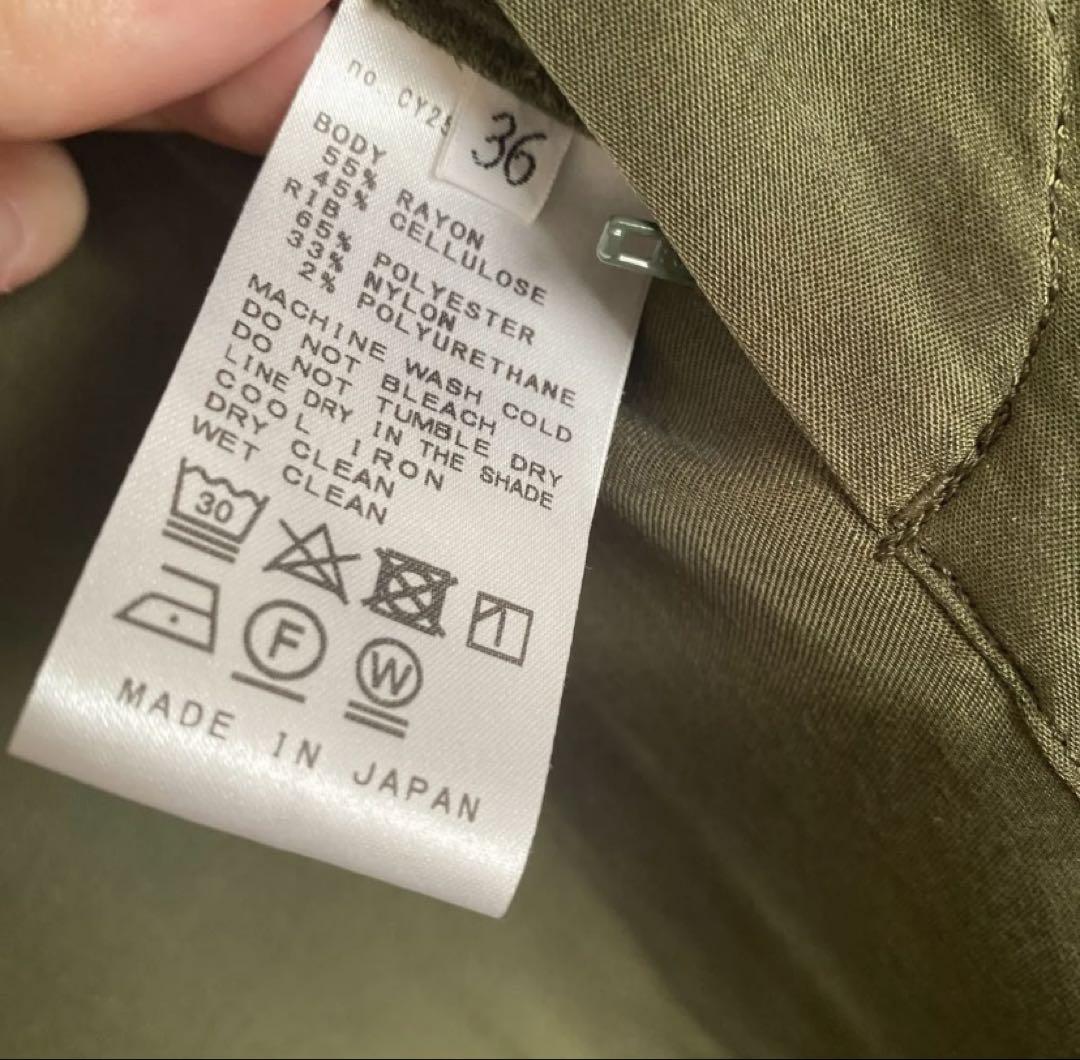 no. CY25
36
BODY
55% RAYON
45% CELLULOSE
RIB
65% POLYESTER
33% NYLON
2% POLYURETHANE
MACHINE WASH COLD
DO NOT BLEACH
DO NOT TUMBLE DRY
LINE DRY IN THE SHADE
COOL IRON
DRY CLEAN
WET CLEAN
30
F
W
MADE IN JAPAN